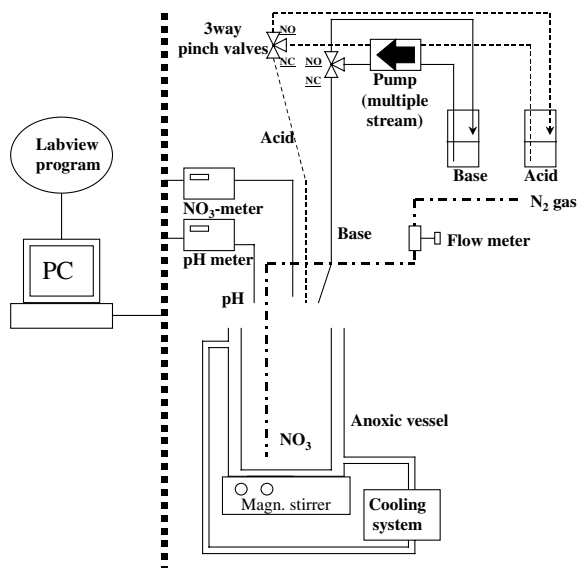 3way
pinch valves
NO
NC
NO
NC
Pump
(multiple
stream)
Labview
program
Acid
Base
Acid
NO3-meter
N2 gas
Base
Flow meter
pH meter
PC
pH
Anoxic vessel
NO3
Magn. stirrer
Cooling
system